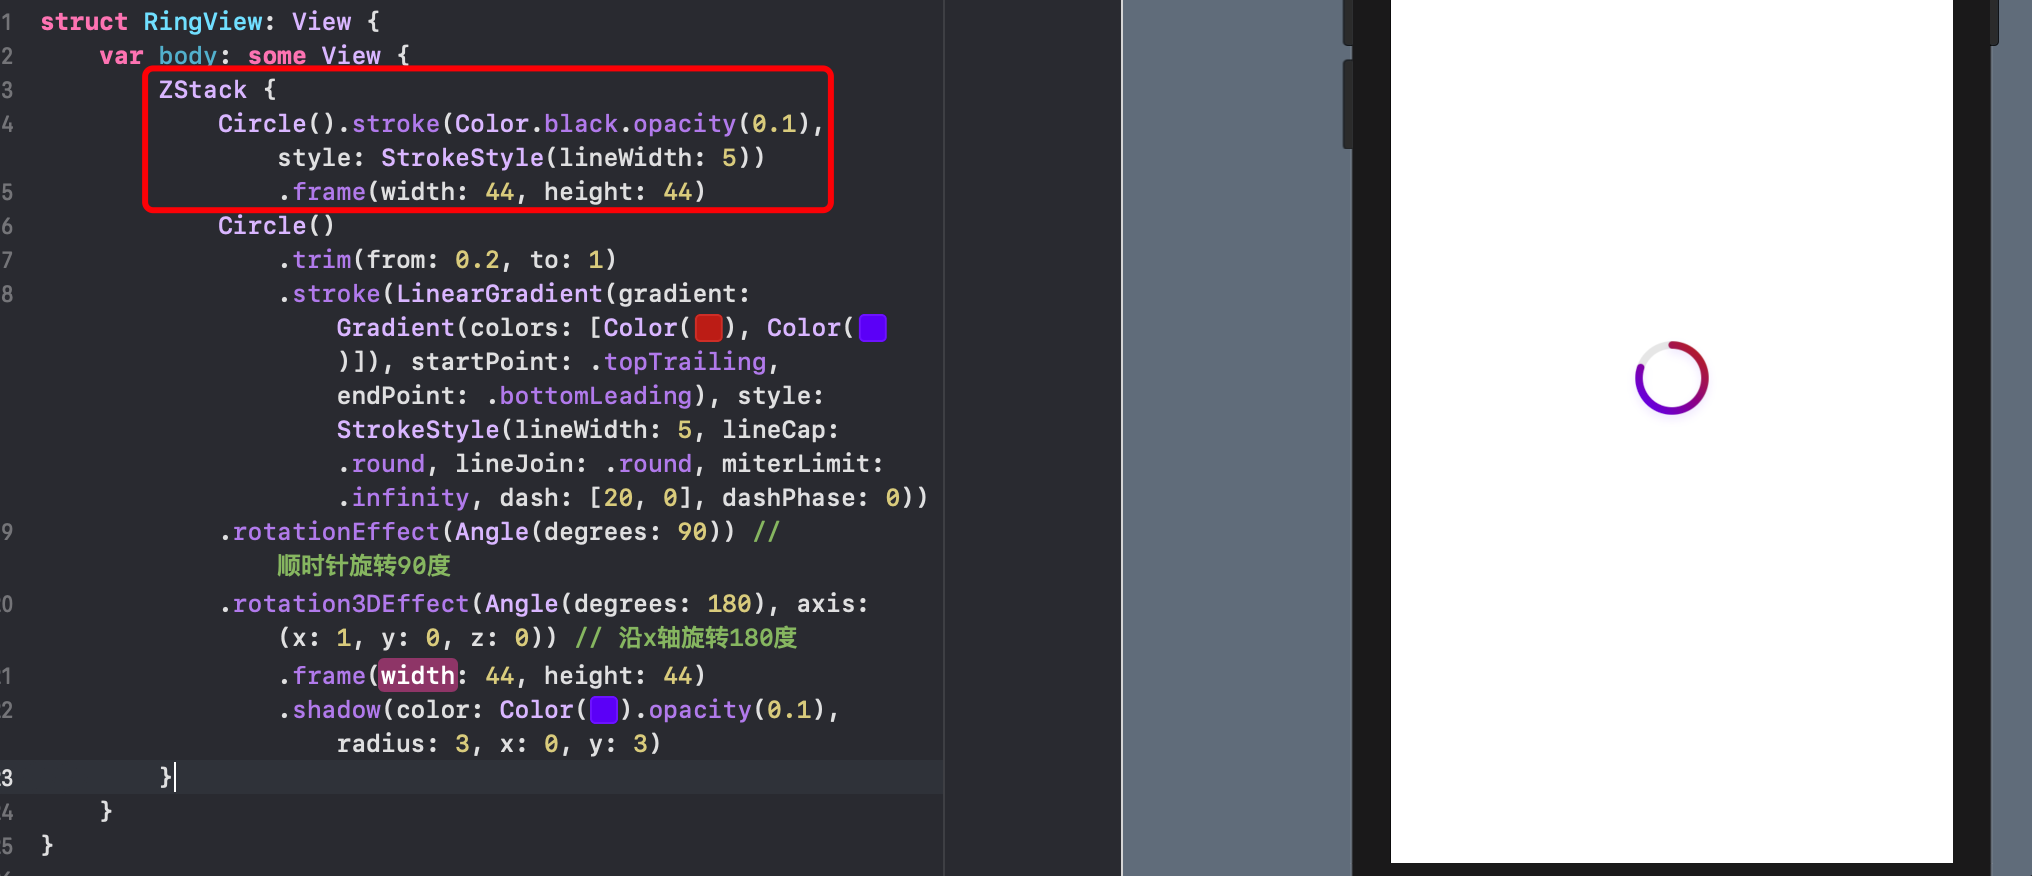 1 struct RingView: View {
2 var body: some View {
3 ZStack {
4 Circle().stroke(Color.black.opacity(0.1),
style: StrokeStyle(lineWidth: 5))
5 .frame(width: 44, height: 44)
6 Circle()
7 .trim(from: 0.2, to: 1)
8 .stroke(LinearGradient(gradient:
Gradient(colors: [Color( ), Color(
)]), startPoint: .topTrailing,
endPoint: .bottomLeading), style:
StrokeStyle(lineWidth: 5, lineCap:
.round, lineJoin: .round, miterLimit:
.infinity, dash: [20, 0], dashPhase: 0))
9 .rotationEffect(Angle(degrees: 90)) //
顺时针旋转90度
0 .rotation3DEffect(Angle(degrees: 180), axis:
(x: 1, y: 0, z: 0)) // 沿x轴旋转180度
1 .frame(width: 44, height: 44)
2 .shadow(color: Color( ).opacity(0.1),
radius: 3, x: 0, y: 3)
3 }
4 }
5 }